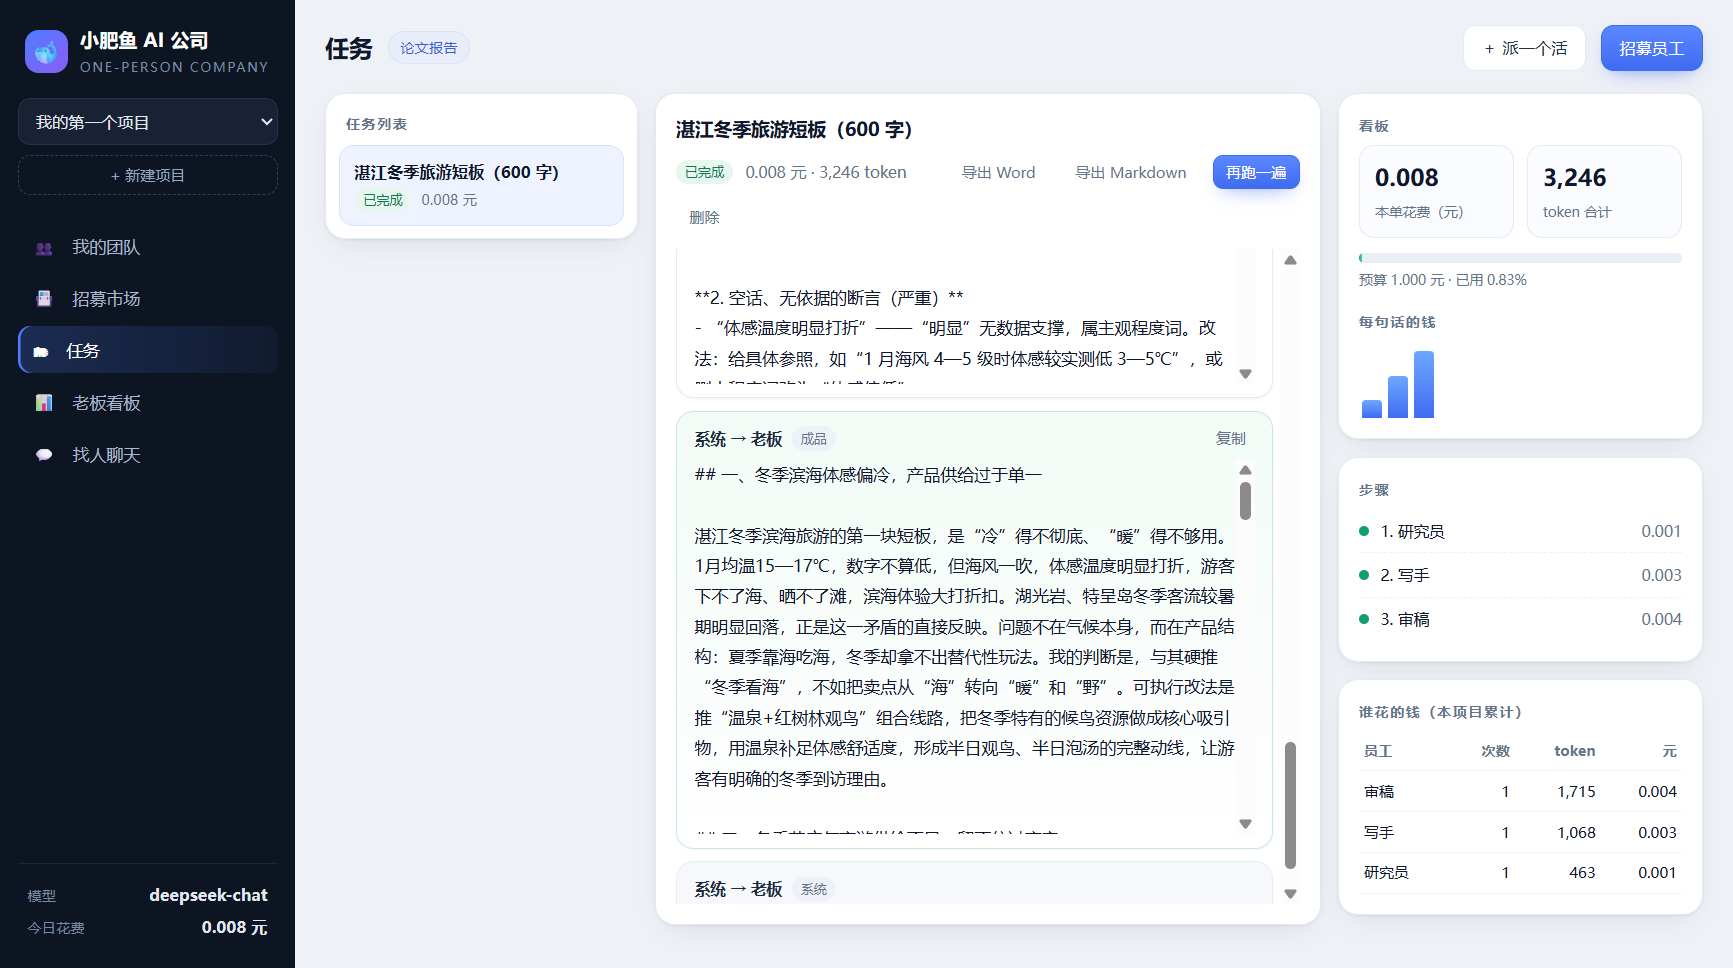 小肥鱼 AI 公司
ONE-PERSON COMPANY
我的第一个项目
+ 新建项目
我的团队
招募市场
任务
老板看板
找人聊天
模型 deepseek-chat
今日花费 0.008 元
任务 论文报告
+ 派一个活
招募员工
任务列表
湛江冬季旅游短板（600 字）
已完成 0.008 元
湛江冬季旅游短板（600 字）
已完成 0.008 元 · 3,246 token 导出 Word 导出 Markdown 再跑一遍
删除
**2. 空话、无依据的断言（严重）**
- “体感温度明显打折”——“明显”无数据支撑，属主观程度词。改
法：给具体参照，如“1 月海风 4—5 级时体感较实测低 3—5℃”，或
系统 → 老板 成品 复制
## 一、冬季滨海体感偏冷，产品供给过于单一
湛江冬季滨海旅游的第一块短板，是“冷”得不彻底、“暖”得不够用。
1月均温15—17℃，数字不算低，但海风一吹，体感温度明显打折，游客
下不了海、晒不了滩，滨海体验大打折扣。湖光岩、特呈岛冬季客流较暑
期明显回落，正是这一矛盾的直接反映。问题不在气候本身，而在产品结
构：夏季靠海吃海，冬季却拿不出替代性玩法。我的判断是，与其硬推
“冬季看海”，不如把卖点从“海”转向“暖”和“野”。可执行改法是
推“温泉+红树林观鸟”组合线路，把冬季特有的候鸟资源做成核心吸引
物，用温泉补足体感舒适度，形成半日观鸟、半日泡汤的完整动线，让游
客有明确的冬季到访理由。
系统 → 老板 系统
看板
0.008
本单花费（元）
3,246
token 合计
预算 1.000 元 · 已用 0.83%
每句话的钱
步骤
1. 研究员 0.001
2. 写手 0.003
3. 审稿 0.004
谁花的钱（本项目累计）
员工 次数 token 元
审稿 1 1,715 0.004
写手 1 1,068 0.003
研究员 1 463 0.001